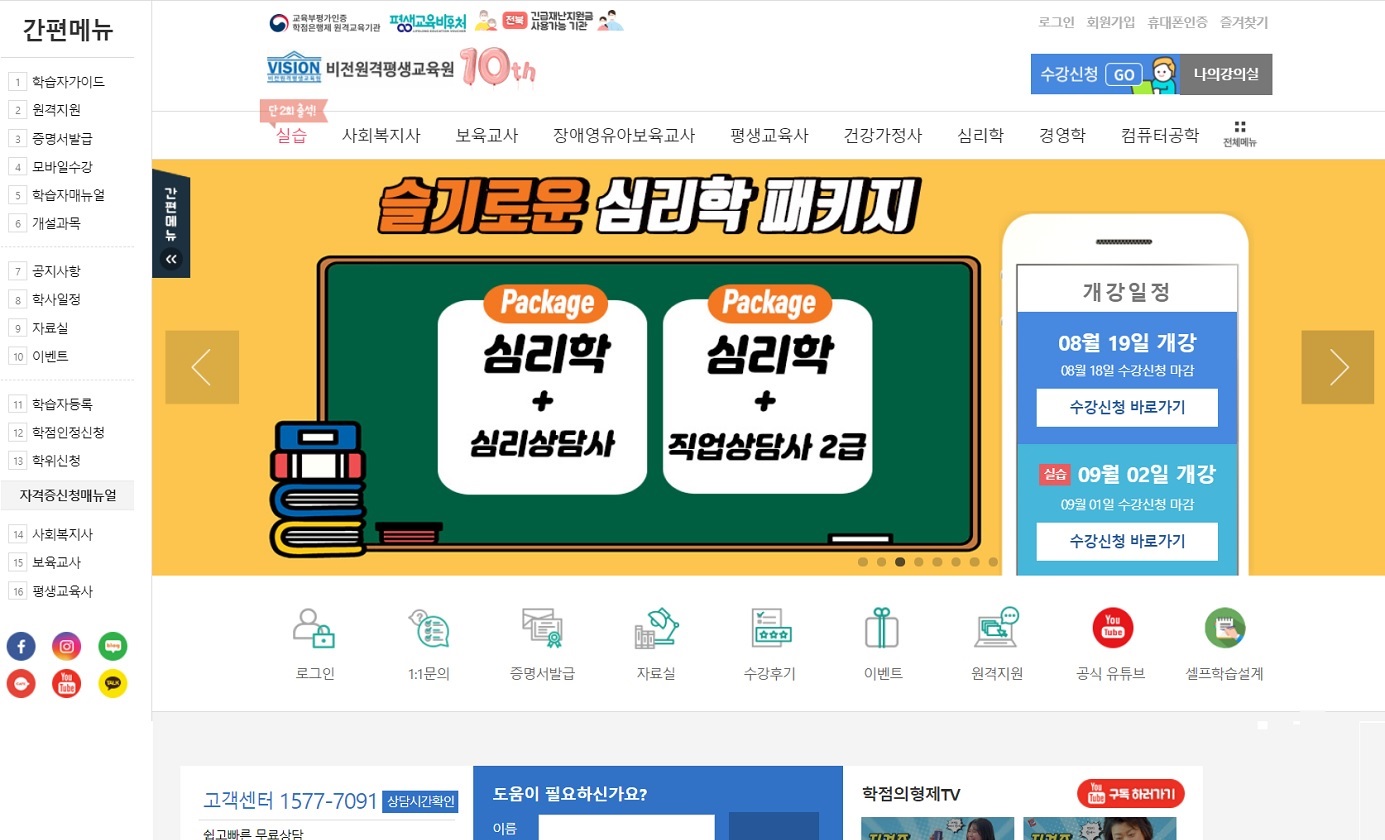 간편메뉴
1 학습자가이드
2 원격지원
3 증명서발급
4 모바일수강
5 학습자매뉴얼
6 개설과목
7 공지사항
8 학사일정
9 자료실
10 이벤트
11 학습자등록
12 학점인정신청
13 학위신청
자격증신청매뉴얼
14 사회복지사
15 보육교사
16 평생교육사
blog
cafe
You Tube
TALK
교육부평가인증
학점은행제 원격교육기관
평생교육바우처
전북
긴급재난지원금
사용가능 기관
로그인 회원가입 휴대폰인증 즐겨찾기
VISION
비전원격평생교육원
비전원격평생교육원 10th
수강신청 GO
나의강의실
단 2회 출석!
실습 사회복지사 보육교사 장애영유아보육교사 평생교육사 건강가정사 심리학 경영학 컴퓨터공학 전체메뉴
간편메뉴
슬기로운 심리학 패키지
Package
심리학
+
심리상담사
Package
심리학
+
직업상담사 2급
개강일정
08월 19일 개강
08월 18일 수강신청 마감
수강신청 바로가기
실습 09월 02일 개강
09월 01일 수강신청 마감
수강신청 바로가기
You Tube
로그인 1:1문의 증명서발급 자료실 수강후기 이벤트 원격지원 공식 유튜브 셀프학습설계
고객센터 1577-7091 상담시간확인
쉽고빠른 무료상담
도움이 필요하신가요?
이름
학점의형제TV
You Tube 구독 하러가기